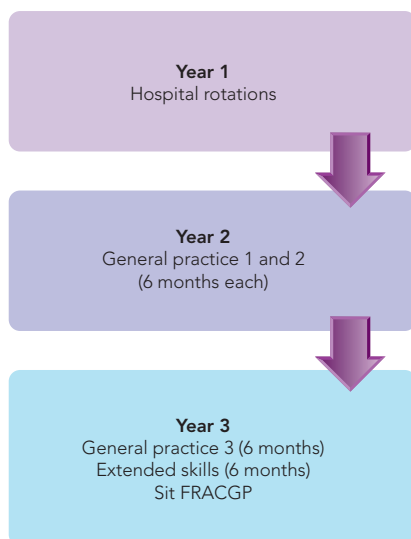 Year 1
Hospital rotations
Year 2
General practice 1 and 2
(6 months each)
Year 3
General practice 3 (6 months)
Extended skills (6 months)
Sit FRACGP